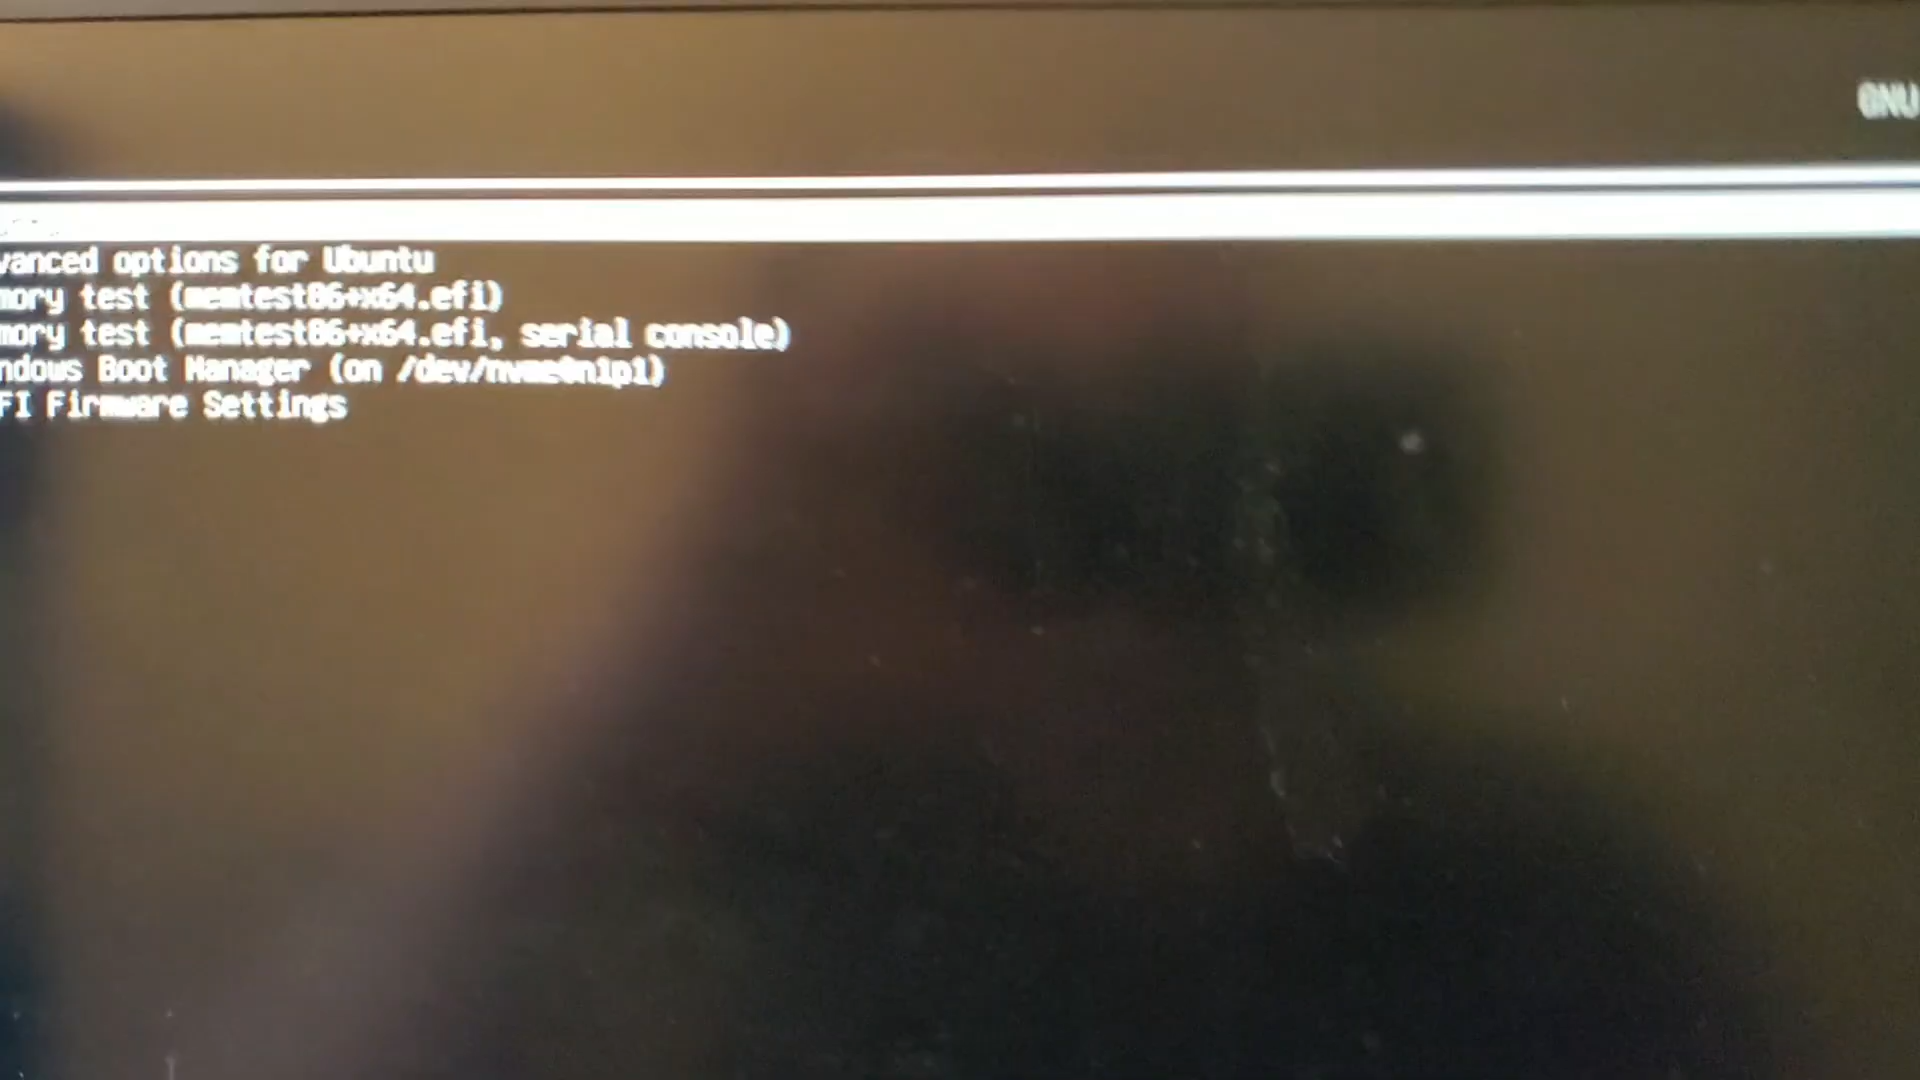 GNU
vanced options for Ubuntu
mory test (memtest86+x64.efi)
mory test (memtest86+x64.efi, serial console)
ndows Boot Manager (on /dev/nvme0n1p1)
FI Firmware Settings